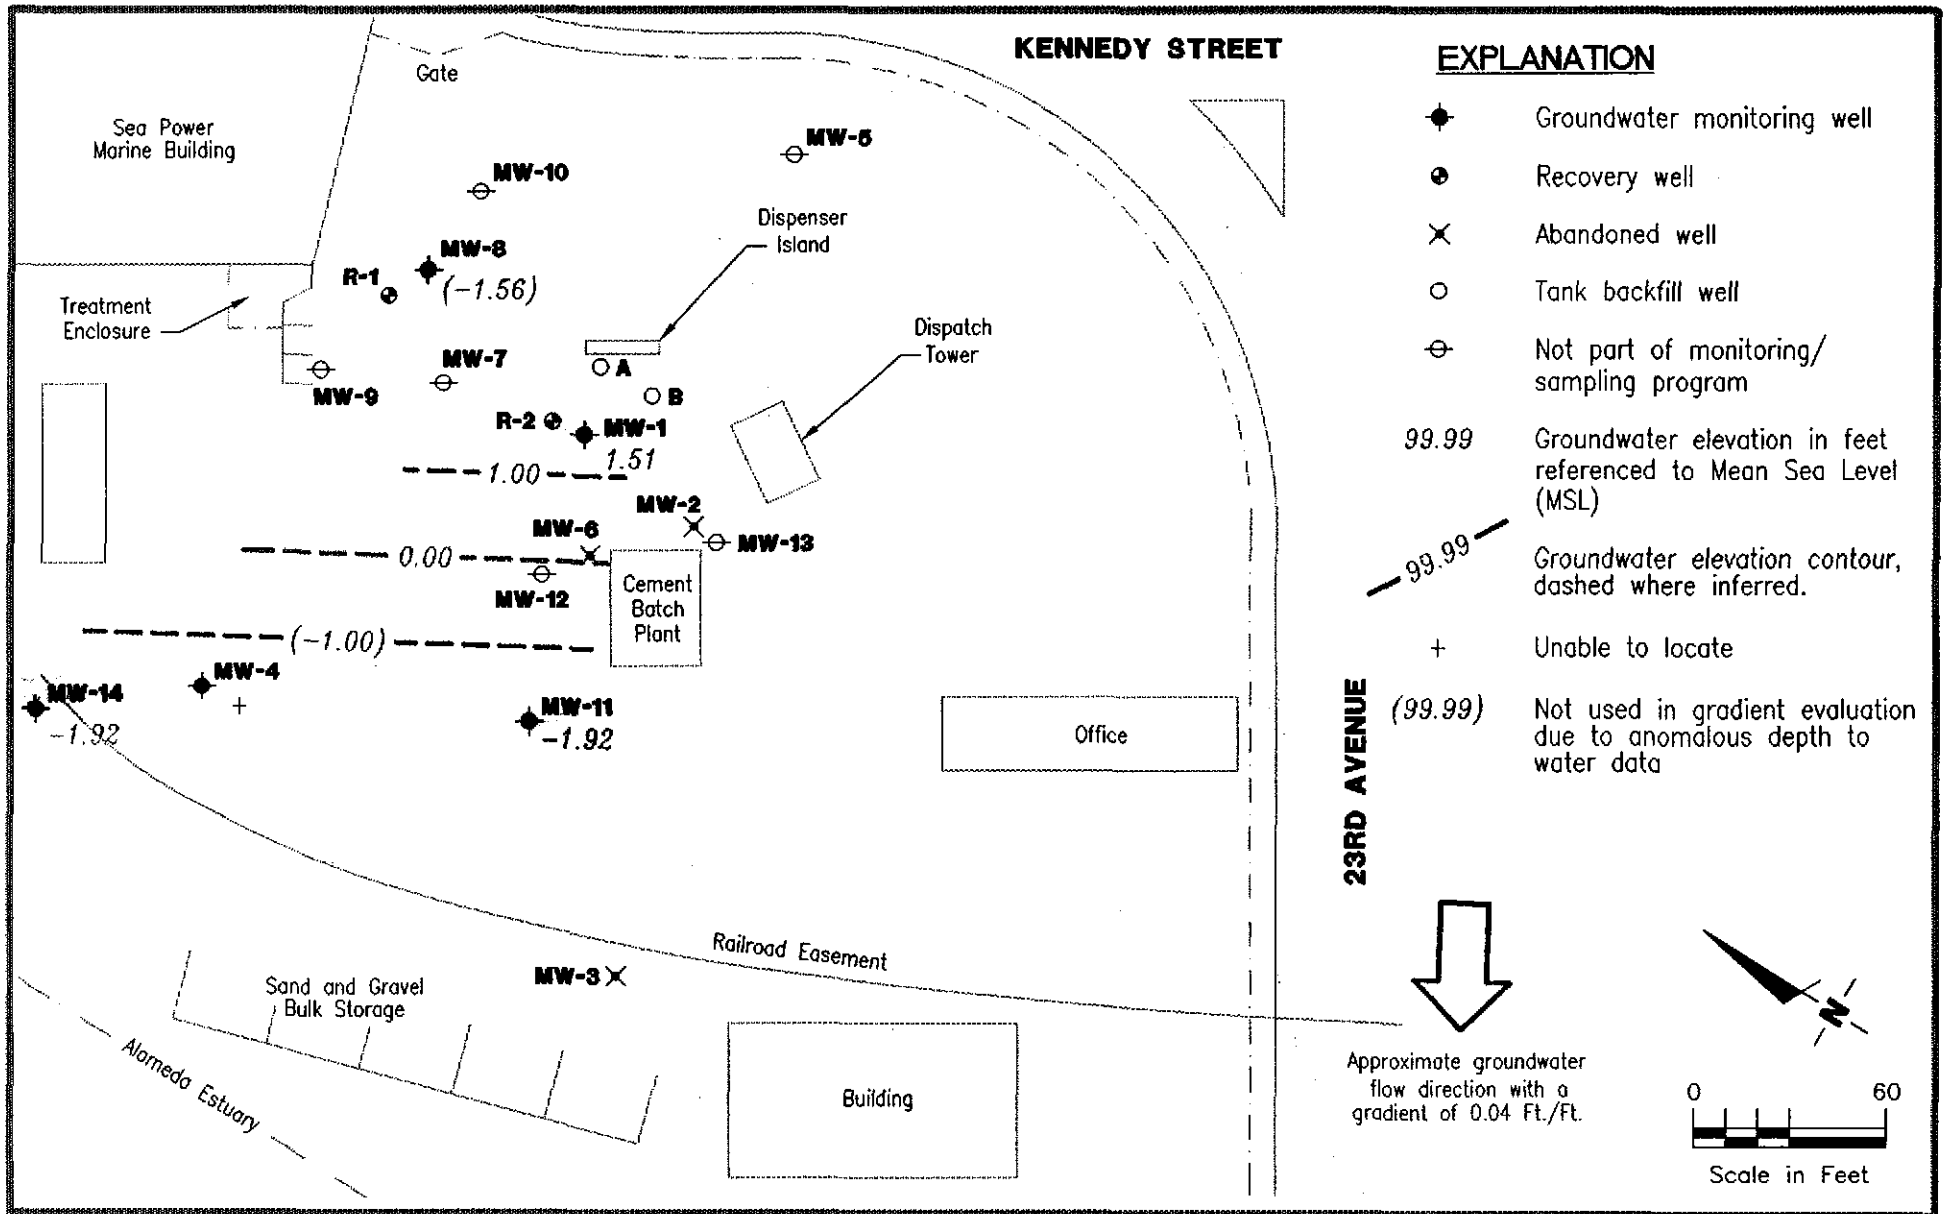 KENNEDY STREET
Gate
Sea Power
Marine Building
MW-5
MW-10
Dispenser
Island
MW-8
(-1.56)
R-1
Treatment
Enclosure
Dispatch
Tower
MW-7
A
MW-9
B
R-2
MW-1
1.51
1.00
MW-2
MW-6
MW-13
0.00
Cement
Batch
Plant
MW-12
(-1.00)
MW-4
MW-14
-1.92
MW-11
-1.92
Office
23RD AVENUE
Railroad Easement
MW-3
Sand and Gravel
Bulk Storage
Alameda Estuary
Building
EXPLANATION
Groundwater monitoring well
Recovery well
Abandoned well
Tank backfill well
Not part of monitoring/
sampling program
99.99
Groundwater elevation in feet
referenced to Mean Sea Level
(MSL)
99.99
Groundwater elevation contour,
dashed where inferred.
+ Unable to locate
(99.99)
Not used in gradient evaluation
due to anomalous depth to
water data
Approximate groundwater
flow direction with a
gradient of 0.04 Ft./Ft.
N
0 60
Scale in Feet